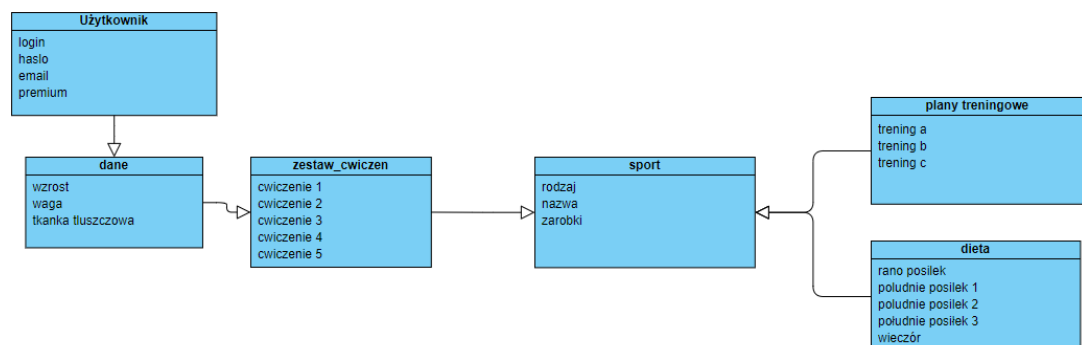 Użytkownik
login
haslo
email
premium
dane
wzrost
waga
tkanka tluszczowa
zestaw_cwiczen
cwiczenie 1
cwiczenie 2
cwiczenie 3
cwiczenie 4
cwiczenie 5
sport
rodzaj
nazwa
zarobki
plany treningowe
trening a
trening b
trening c
dieta
rano posilek
poludnie posilek 1
poludnie posilek 2
południe posiłek 3
wieczór